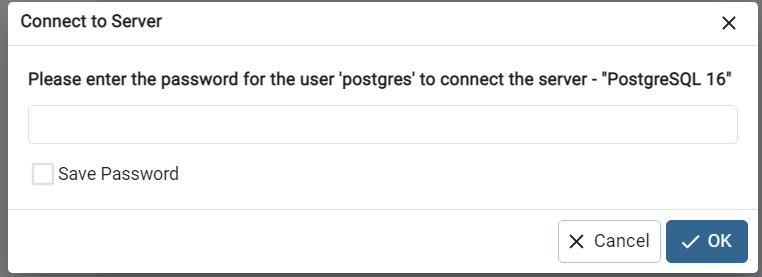 Connect to Server
Please enter the password for the user 'postgres' to connect the server - "PostgreSQL 16"
Save Password
Cancel OK